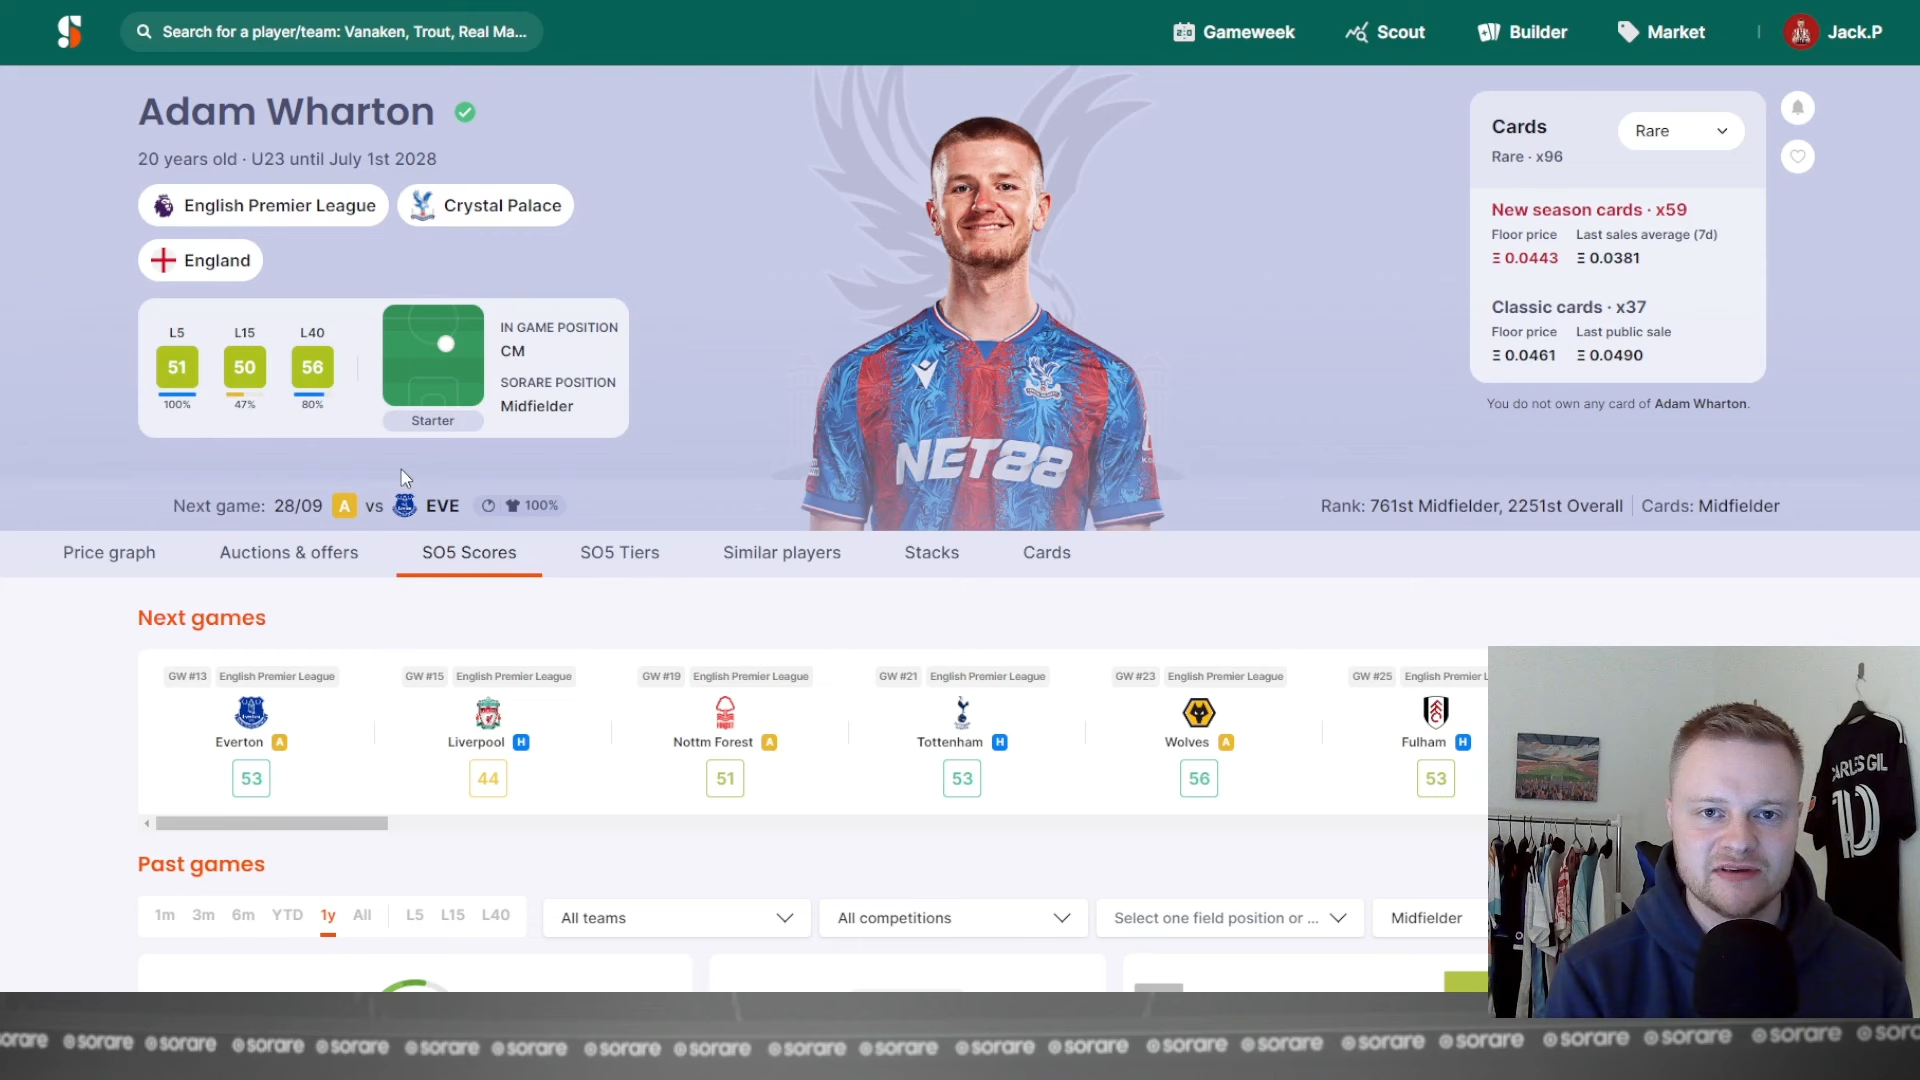 Search for a player/team: Vanaken, Trout, Real Ma...
Gameweek
Scout
Builder
Market
Jack.P
Adam Wharton
20 years old · U23 until July 1st 2028
English Premier League
Crystal Palace
England
L5
L15
L40
51
50
56
100%
47%
80%
IN GAME POSITION
CM
SORARE POSITION
Midfielder
Starter
Next game: 28/09 A vs EVE 100%
NET88
Cards
Rare
Rare · x96
New season cards · x59
Floor price
Last sales average (7d)
Ξ 0.0443
Ξ 0.0381
Classic cards · x37
Floor price
Last public sale
Ξ 0.0461
Ξ 0.0490
You do not own any card of Adam Wharton.
Rank: 761st Midfielder, 2251st Overall
Cards: Midfielder
Price graph
Auctions & offers
SO5 Scores
SO5 Tiers
Similar players
Stacks
Cards
Next games
GW #13
English Premier League
Everton A
53
GW #15
English Premier League
Liverpool H
44
GW #19
English Premier League
Nottm Forest A
51
GW #21
English Premier League
Tottenham H
53
GW #23
English Premier League
Wolves A
56
GW #25
English Premier L
Fulham H
53
Past games
1m 3m 6m YTD 1y All
L5 L15 L40
All teams
All competitions
Select one field position or ...
Midfielder
CARLES GIL
10
orare sorare sorare sorare sorare sorare sorare sorare sorare sorare sorare sorare sorare sorare sorare sorare sorare sorare sorare sorare sorare sorar